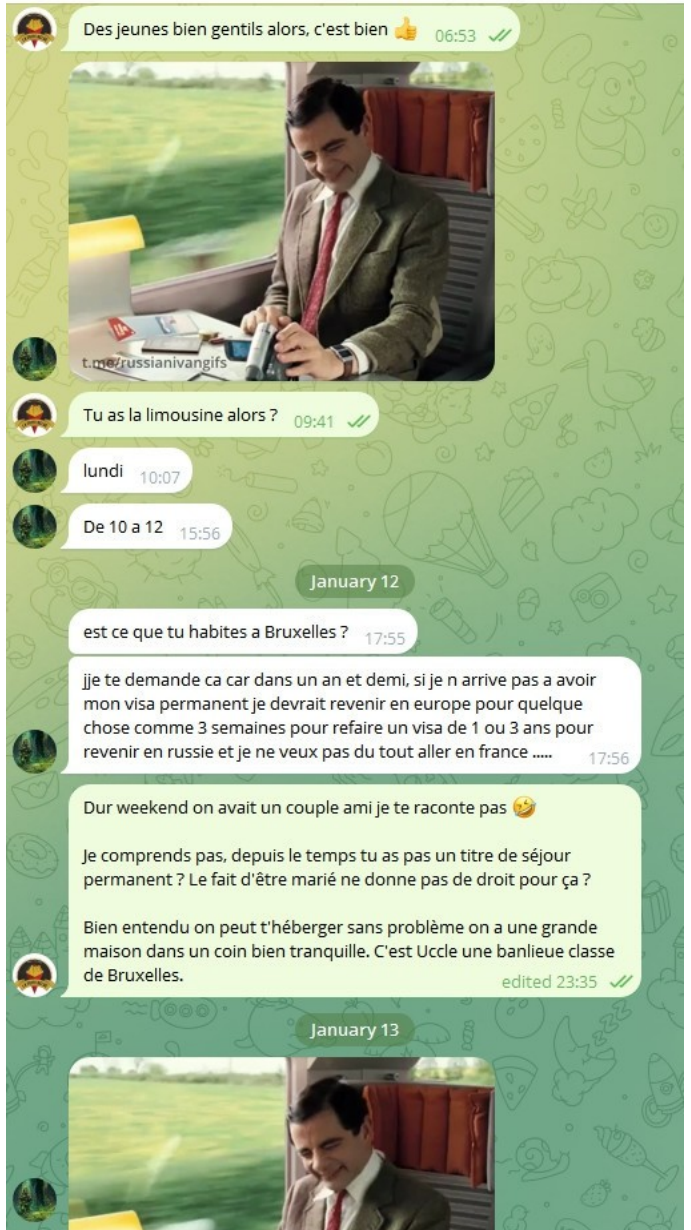 Des jeunes bien gentils alors, c'est bien 👍 06:53
t.me/russianivangifs
Tu as la limousine alors ? 09:41
lundi 10:07
De 10 a 12 15:56
January 12
est ce que tu habites a Bruxelles ? 17:55
jje te demande ca car dans un an et demi, si je n arrive pas a avoir
mon visa permanent je devrait revenir en europe pour quelque
chose comme 3 semaines pour refaire un visa de 1 ou 3 ans pour
revenir en russie et je ne veux pas du tout aller en france ..... 17:56
Dur weekend on avait un couple ami je te raconte pas 🤣
Je comprends pas, depuis le temps tu as pas un titre de séjour
permanent ? Le fait d'être marié ne donne pas de droit pour ça ?
Bien entendu on peut t'héberger sans problème on a une grande
maison dans un coin bien tranquille. C'est Uccle une banlieue classe
de Bruxelles. edited 23:35
January 13